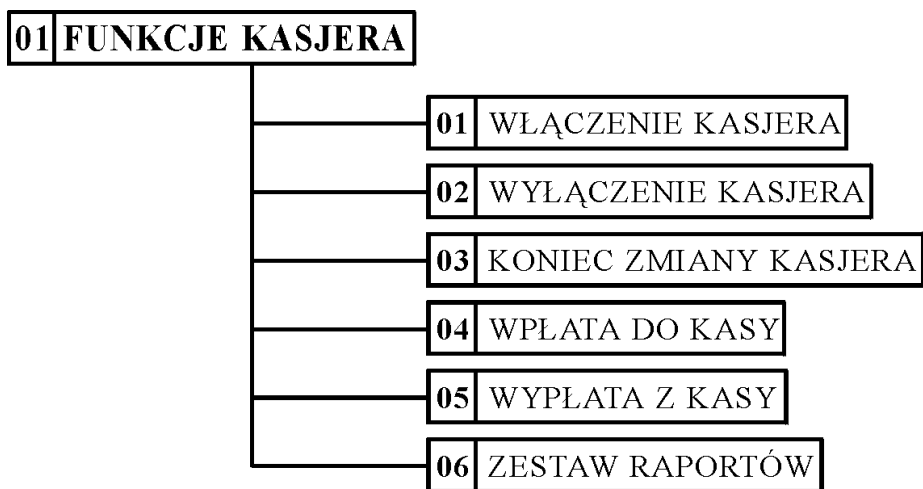 01 FUNKCJE KASJERA
01 WŁĄCZENIE KASJERA
02 WYŁĄCZENIE KASJERA
03 KONIEC ZMIANY KASJERA
04 WPŁATA DO KASY
05 WYPŁATA Z KASY
06 ZESTAW RAPORTÓW